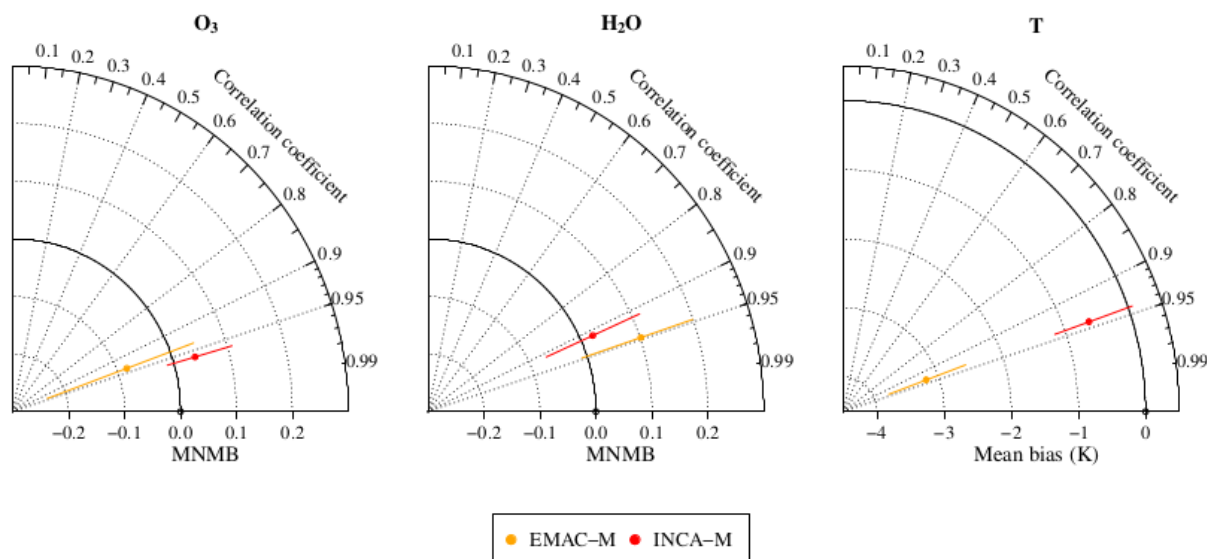 O₃
0.1 0.2 0.3 0.4 0.5 0.6 0.7 0.8 0.9 0.95 0.99
Correlation coefficient
−0.2 −0.1 0.0 0.1 0.2
MNMB
H₂O
0.1 0.2 0.3 0.4 0.5 0.6 0.7 0.8 0.9 0.95 0.99
Correlation coefficient
−0.2 −0.1 0.0 0.1 0.2
MNMB
T
0.1 0.2 0.3 0.4 0.5 0.6 0.7 0.8 0.9 0.95 0.99
Correlation coefficient
−4 −3 −2 −1 0
Mean bias (K)
EMAC−M INCA−M